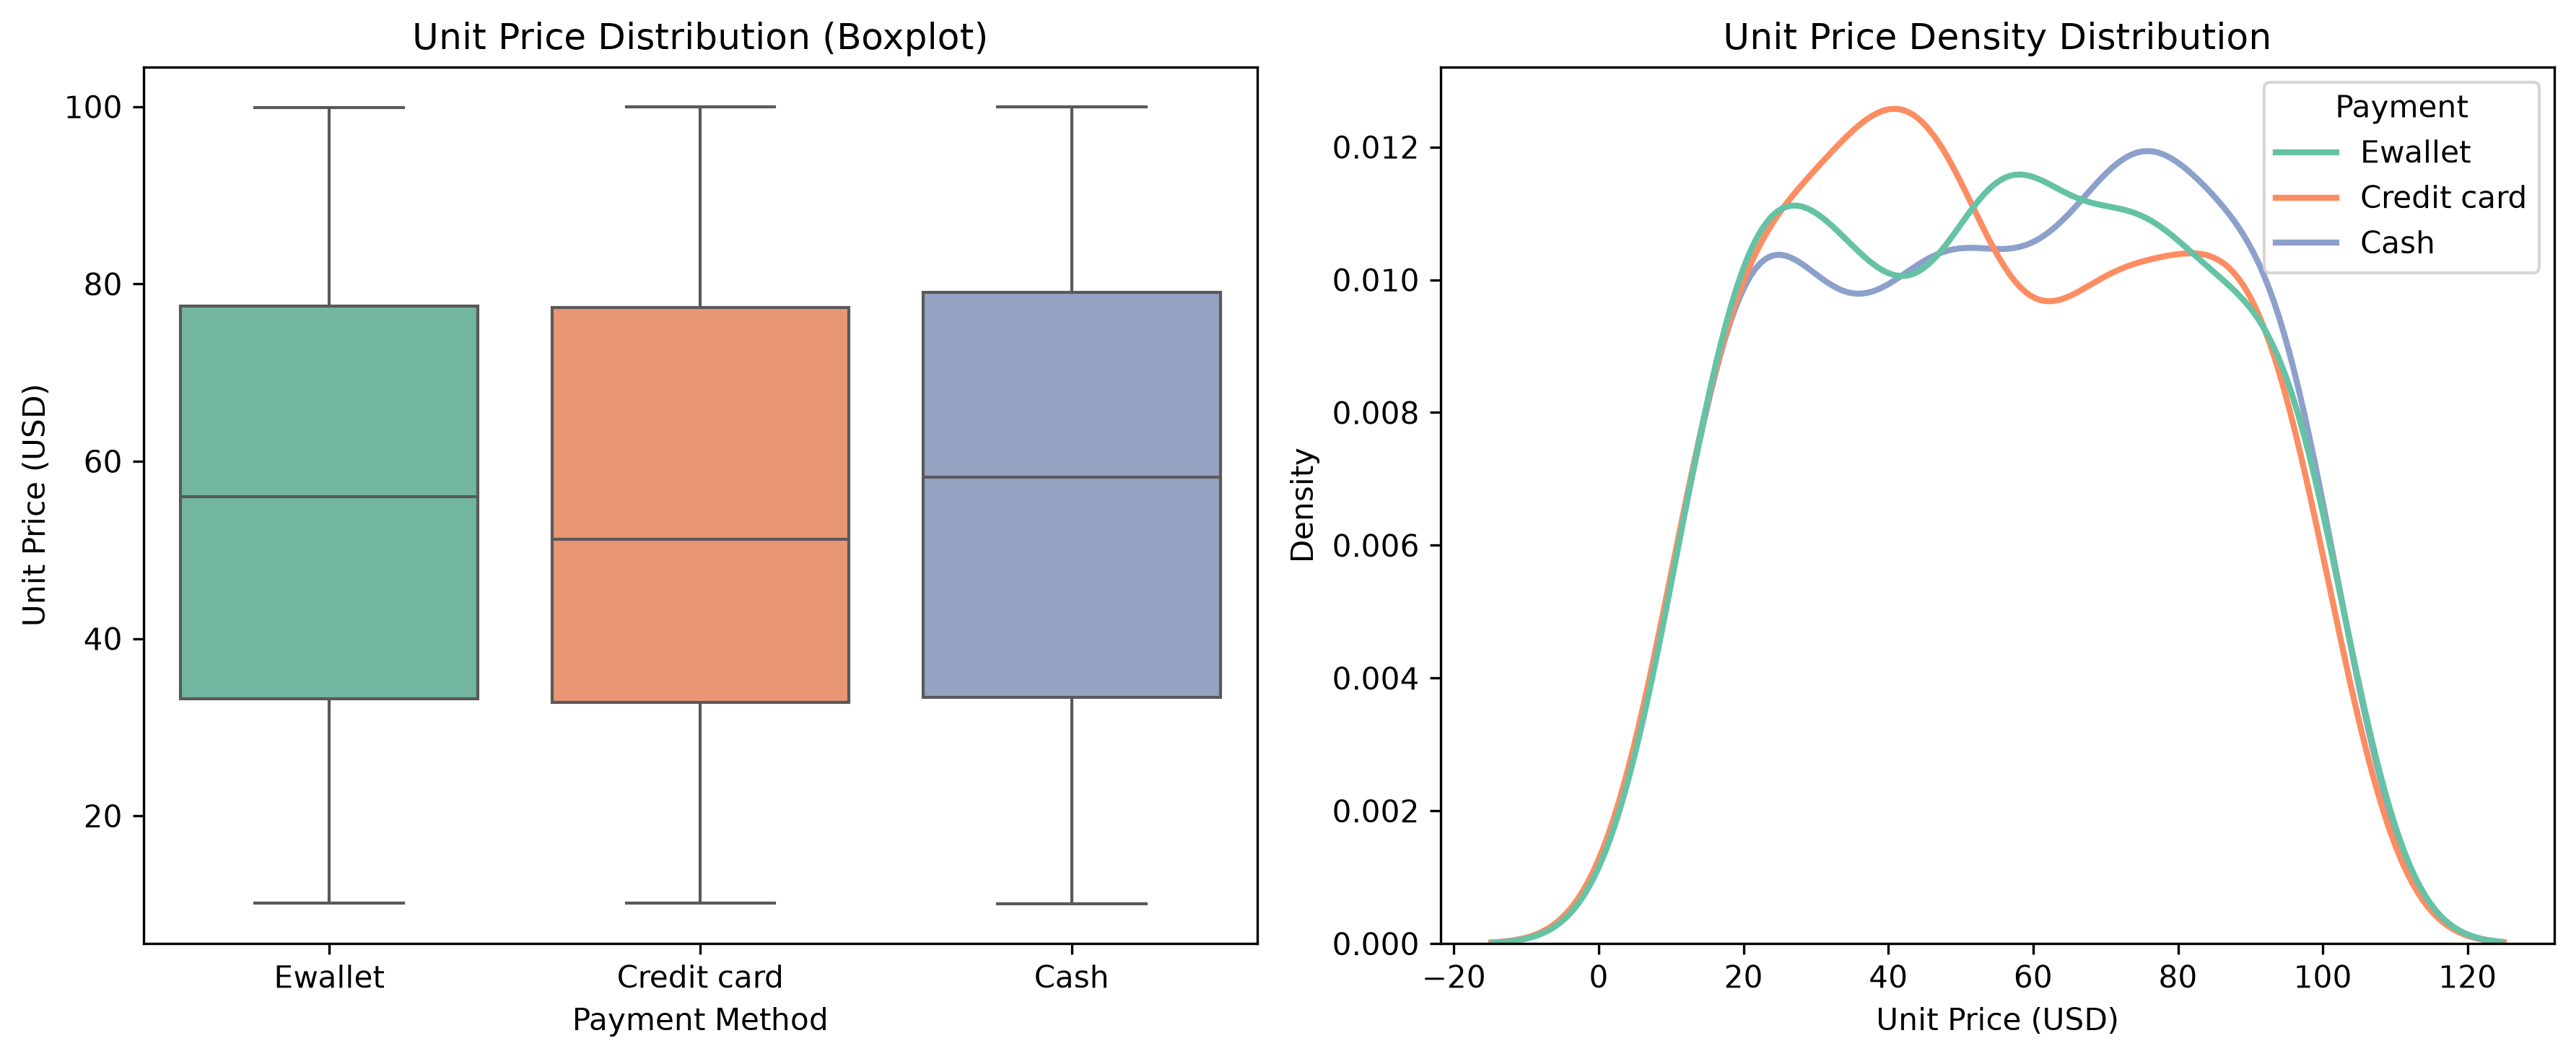 Unit Price Distribution (Boxplot)
Unit Price (USD)
100
80
60
40
20
Ewallet
Credit card
Cash
Payment Method
Unit Price Density Distribution
Density
0.012
0.010
0.008
0.006
0.004
0.002
0.000
−20
0
20
40
60
80
100
120
Unit Price (USD)
Payment
Ewallet
Credit card
Cash